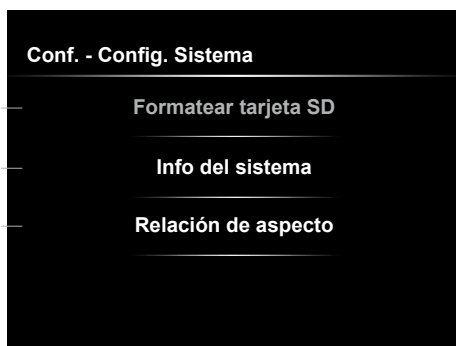 Conf. - Config. Sistema
Formatear tarjeta SD
Info del sistema
Relación de aspecto